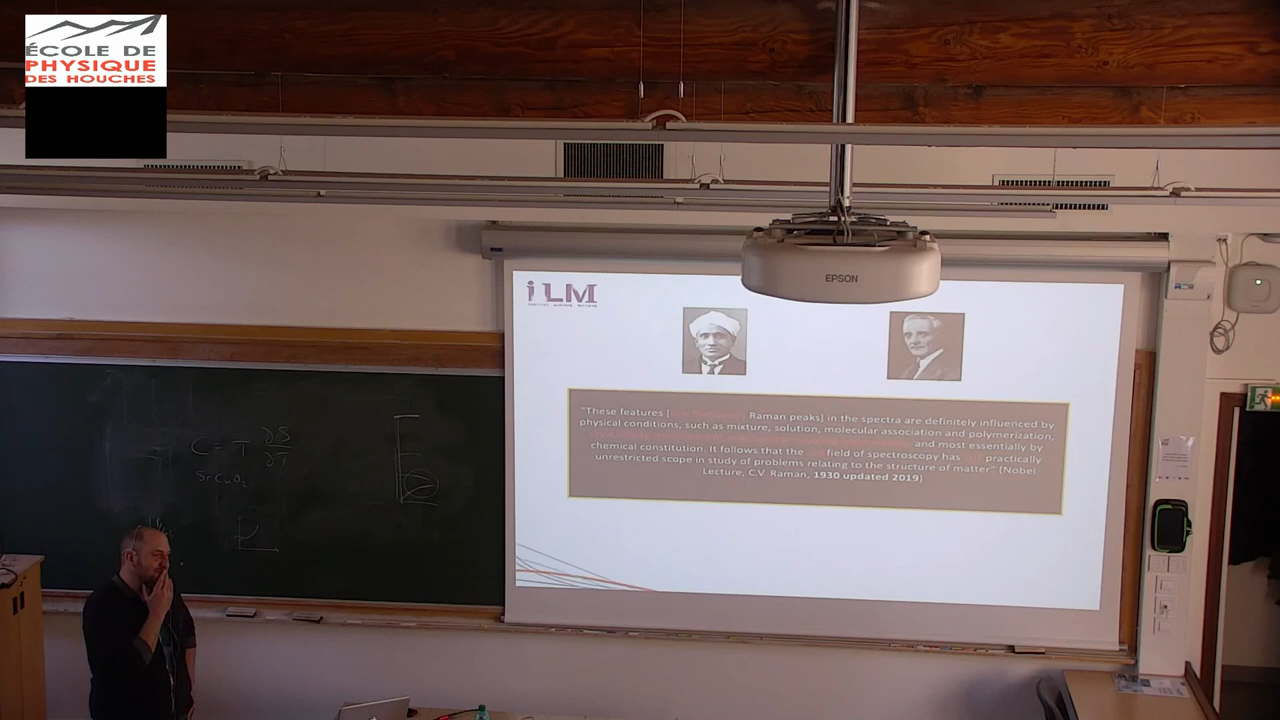 ÉCOLE DE
PHYSIQUE
DES HOUCHES
EPSON
iLM
"These features [low frequency Raman peaks] in the spectra are definitely influenced by
physical conditions, such as mixture, solution, molecular association and polymerization,
and most essentially by
chemical constitution. It follows that the field of spectroscopy has practically
unrestricted scope in study of problems relating to the structure of matter" (Nobel
Lecture, C.V. Raman, 1930 updated 2019)
C = T ∂S/∂T
SrCuO₂